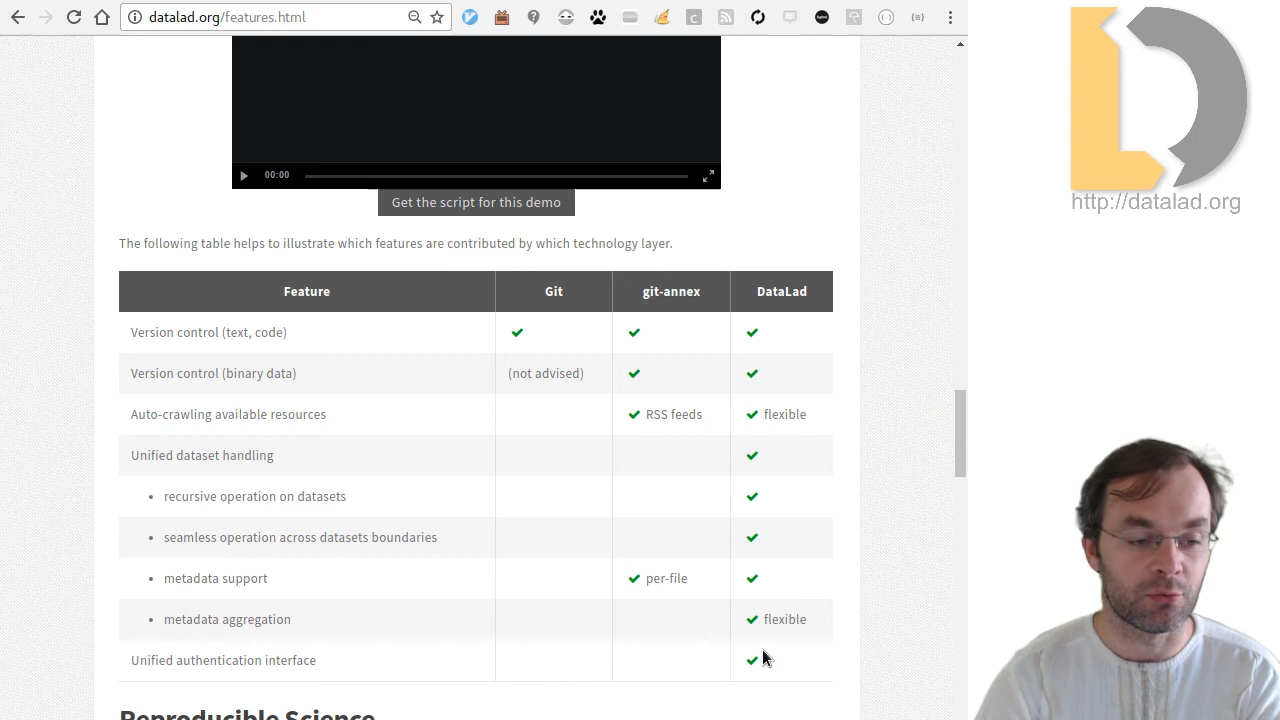 datalad.org/features.html
http://datalad.org
00:00
Get the script for this demo
The following table helps to illustrate which features are contributed by which technology layer.
Feature Git git-annex DataLad
Version control (text, code)
Version control (binary data) (not advised)
Auto-crawling available resources RSS feeds flexible
Unified dataset handling
• recursive operation on datasets
• seamless operation across datasets boundaries
• metadata support per-file
• metadata aggregation flexible
Unified authentication interface
Reproducible Science